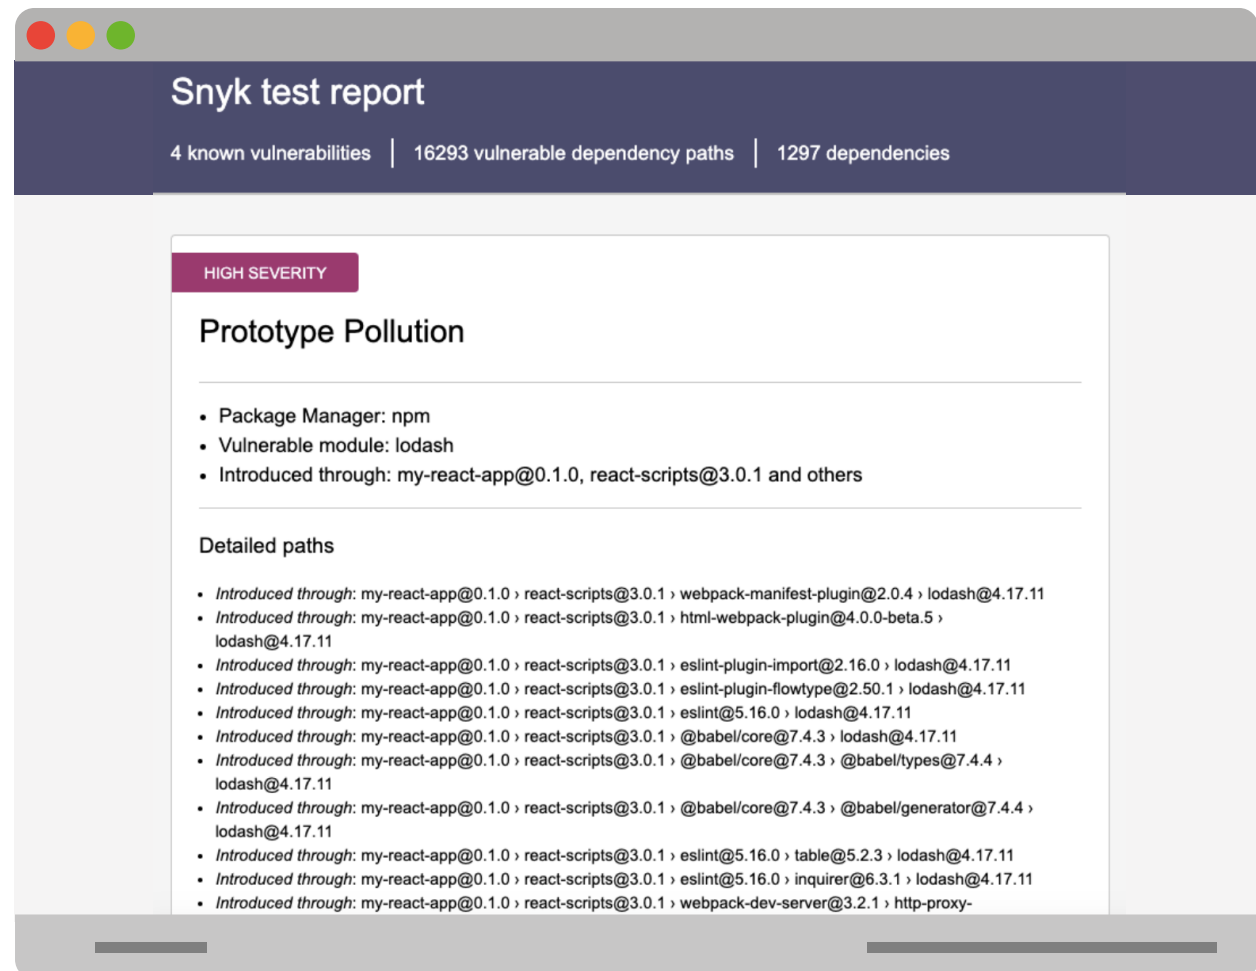 Snyk test report
4 known vulnerabilities | 16293 vulnerable dependency paths | 1297 dependencies
HIGH SEVERITY
Prototype Pollution
• Package Manager: npm
• Vulnerable module: lodash
• Introduced through: my-react-app@0.1.0, react-scripts@3.0.1 and others
Detailed paths
• Introduced through: my-react-app@0.1.0 › react-scripts@3.0.1 › webpack-manifest-plugin@2.0.4 › lodash@4.17.11
• Introduced through: my-react-app@0.1.0 › react-scripts@3.0.1 › html-webpack-plugin@4.0.0-beta.5 ›
lodash@4.17.11
• Introduced through: my-react-app@0.1.0 › react-scripts@3.0.1 › eslint-plugin-import@2.16.0 › lodash@4.17.11
• Introduced through: my-react-app@0.1.0 › react-scripts@3.0.1 › eslint-plugin-flowtype@2.50.1 › lodash@4.17.11
• Introduced through: my-react-app@0.1.0 › react-scripts@3.0.1 › eslint@5.16.0 › lodash@4.17.11
• Introduced through: my-react-app@0.1.0 › react-scripts@3.0.1 › @babel/core@7.4.3 › lodash@4.17.11
• Introduced through: my-react-app@0.1.0 › react-scripts@3.0.1 › @babel/core@7.4.3 › @babel/types@7.4.4 ›
lodash@4.17.11
• Introduced through: my-react-app@0.1.0 › react-scripts@3.0.1 › @babel/core@7.4.3 › @babel/generator@7.4.4 ›
lodash@4.17.11
• Introduced through: my-react-app@0.1.0 › react-scripts@3.0.1 › eslint@5.16.0 › table@5.2.3 › lodash@4.17.11
• Introduced through: my-react-app@0.1.0 › react-scripts@3.0.1 › eslint@5.16.0 › inquirer@6.3.1 › lodash@4.17.11
• Introduced through: my-react-app@0.1.0 › react-scripts@3.0.1 › webpack-dev-server@3.2.1 › http-proxy-